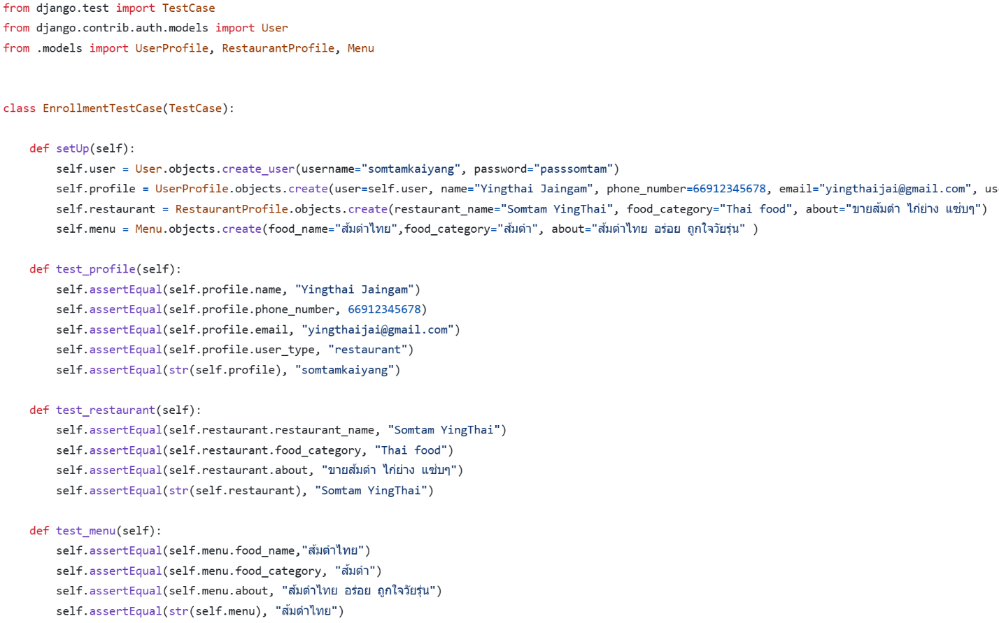 from django.test import TestCase
from django.contrib.auth.models import User
from .models import UserProfile, RestaurantProfile, Menu
class EnrollmentTestCase(TestCase):
def setUp(self):
self.user = User.objects.create_user(username="somtamkaiyang", password="passsomtam")
self.profile = UserProfile.objects.create(user=self.user, name="Yingthai Jaingam", phone_number=66912345678, email="yingthaijai@gmail.com", us
self.restaurant = RestaurantProfile.objects.create(restaurant_name="Somtam YingThai", food_category="Thai food", about="ขายส้มตำ ไก่ย่าง แซ่บๆ")
self.menu = Menu.objects.create(food_name="ส้มตำไทย",food_category="ส้มตำ", about="ส้มตำไทย อร่อย ถูกใจวัยรุ่น" )
def test_profile(self):
self.assertEqual(self.profile.name, "Yingthai Jaingam")
self.assertEqual(self.profile.phone_number, 66912345678)
self.assertEqual(self.profile.email, "yingthaijai@gmail.com")
self.assertEqual(self.profile.user_type, "restaurant")
self.assertEqual(str(self.profile), "somtamkaiyang")
def test_restaurant(self):
self.assertEqual(self.restaurant.restaurant_name, "Somtam YingThai")
self.assertEqual(self.restaurant.food_category, "Thai food")
self.assertEqual(self.restaurant.about, "ขายส้มตำ ไก่ย่าง แซ่บๆ")
self.assertEqual(str(self.restaurant), "Somtam YingThai")
def test_menu(self):
self.assertEqual(self.menu.food_name,"ส้มตำไทย")
self.assertEqual(self.menu.food_category, "ส้มตำ")
self.assertEqual(self.menu.about, "ส้มตำไทย อร่อย ถูกใจวัยรุ่น")
self.assertEqual(str(self.menu), "ส้มตำไทย")